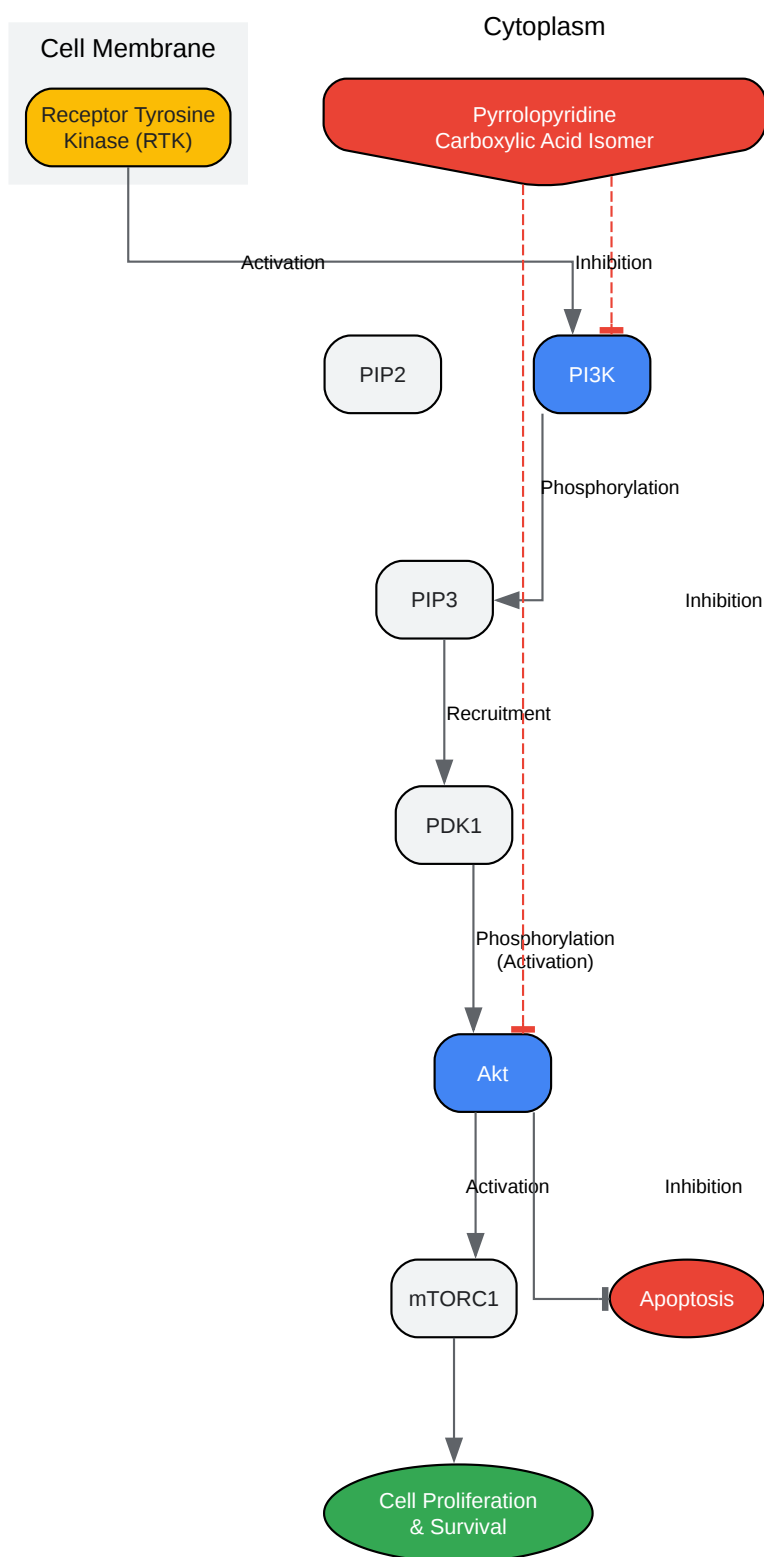 Cytoplasm
Cell Membrane
Receptor Tyrosine
Kinase (RTK)
Pyrrolopyridine
Carboxylic Acid Isomer
Activation
Inhibition
PIP2
PI3K
Phosphorylation
PIP3
Inhibition
Recruitment
PDK1
Phosphorylation
(Activation)
Akt
Activation
Inhibition
mTORC1
Apoptosis
Cell Proliferation
& Survival